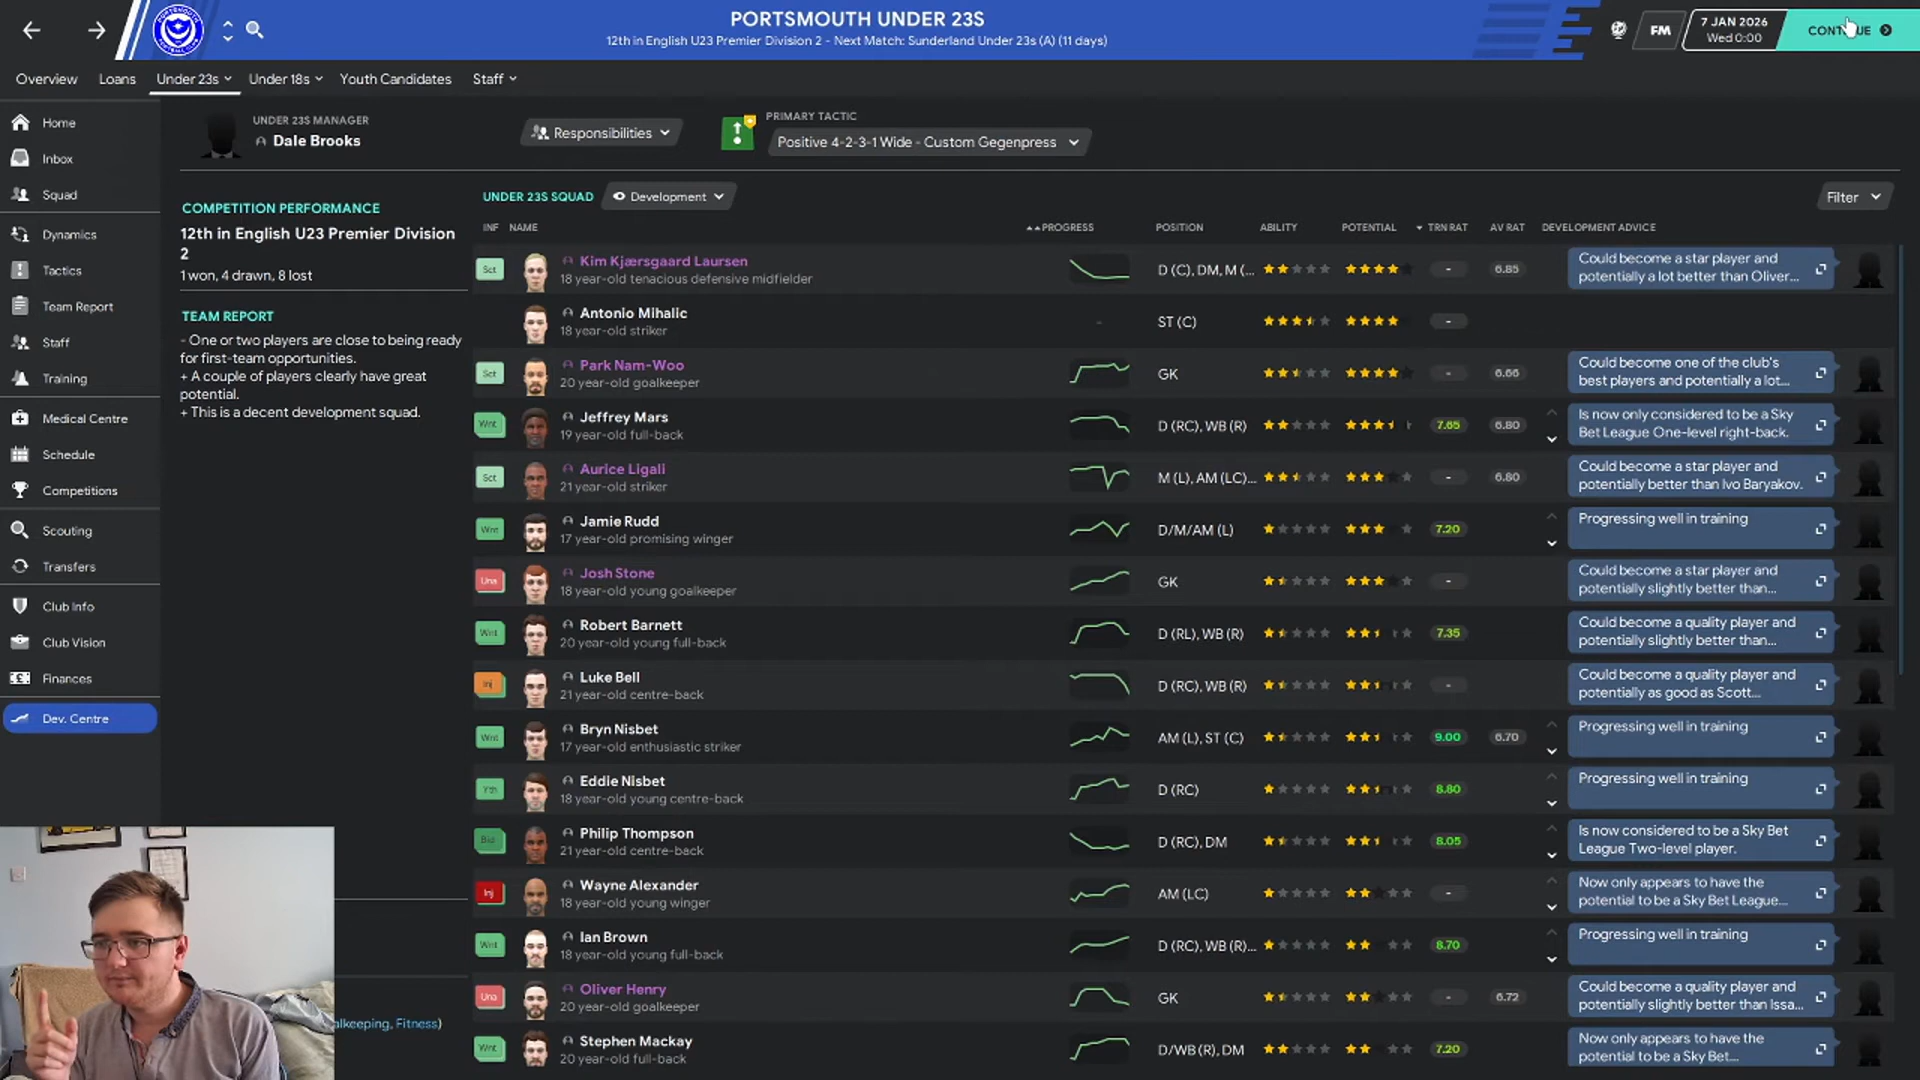 PORTSMOUTH UNDER 23S
12th in English U23 Premier Division 2 - Next Match: Sunderland Under 23s (A) (11 days)
FM
7 JAN 2026
Wed 0:00
Overview
Loans
Under 23s
Under 18s
Youth Candidates
Staff
Home
Inbox
Squad
Dynamics
Tactics
Team Report
Staff
Training
Medical Centre
Schedule
Competitions
Scouting
Transfers
Club Info
Club Vision
Finances
Dev. Centre
UNDER 23S MANAGER
Dale Brooks
Responsibilities
PRIMARY TACTIC
Positive 4-2-3-1 Wide - Custom Gegenpress
COMPETITION PERFORMANCE
12th in English U23 Premier Division
2
1 won, 4 drawn, 8 lost
TEAM REPORT
- One or two players are close to being ready
for first-team opportunities.
+ A couple of players clearly have great
potential.
+ This is a decent development squad.
UNDER 23S SQUAD
Development
Filter
INF NAME PROGRESS POSITION ABILITY POTENTIAL TRN RAT AV RAT DEVELOPMENT ADVICE
Sct Kim Kjærsgaard Laursen D (C), DM, M (... - 6.85 Could become a star player and
18 year-old tenacious defensive midfielder potentially a lot better than Oliver...
Antonio Mihalic - ST (C) -
18 year-old striker
Sct Park Nam-Woo GK - 6.66 Could become one of the club's
20 year-old goalkeeper best players and potentially a lot...
Wnt Jeffrey Mars D (RC), WB (R) 7.65 6.80 Is now only considered to be a Sky
19 year-old full-back Bet League One-level right-back.
Sct Aurice Ligali M (L), AM (LC)... - 6.80 Could become a star player and
21 year-old striker potentially better than Ivo Baryakov.
Wnt Jamie Rudd D/M/AM (L) 7.20 Progressing well in training
17 year-old promising winger
Una Josh Stone GK - Could become a star player and
18 year-old young goalkeeper potentially slightly better than...
Wnt Robert Barnett D (RL), WB (R) 7.35 Could become a quality player and
20 year-old young full-back potentially slightly better than...
Inj Luke Bell D (RC), WB (R) - Could become a quality player and
21 year-old centre-back potentially as good as Scott...
Wnt Bryn Nisbet AM (L), ST (C) 9.00 6.70 Progressing well in training
17 year-old enthusiastic striker
Yth Eddie Nisbet D (RC) 8.80 Progressing well in training
18 year-old young centre-back
Bid Philip Thompson D (RC), DM 8.05 Is now considered to be a Sky Bet
21 year-old centre-back League Two-level player.
Inj Wayne Alexander AM (LC) - Now only appears to have the
18 year-old young winger potential to be a Sky Bet League...
Wnt Ian Brown D (RC), WB (R)... 8.70 Progressing well in training
18 year-old young full-back
Una Oliver Henry GK - 6.72 Could become a quality player and
20 year-old goalkeeper potentially slightly better than Issa...
Wnt Stephen Mackay D/WB (R), DM 7.20 Now only appears to have the
20 year-old full-back potential to be a Sky Bet...
alkeeping, Fitness)